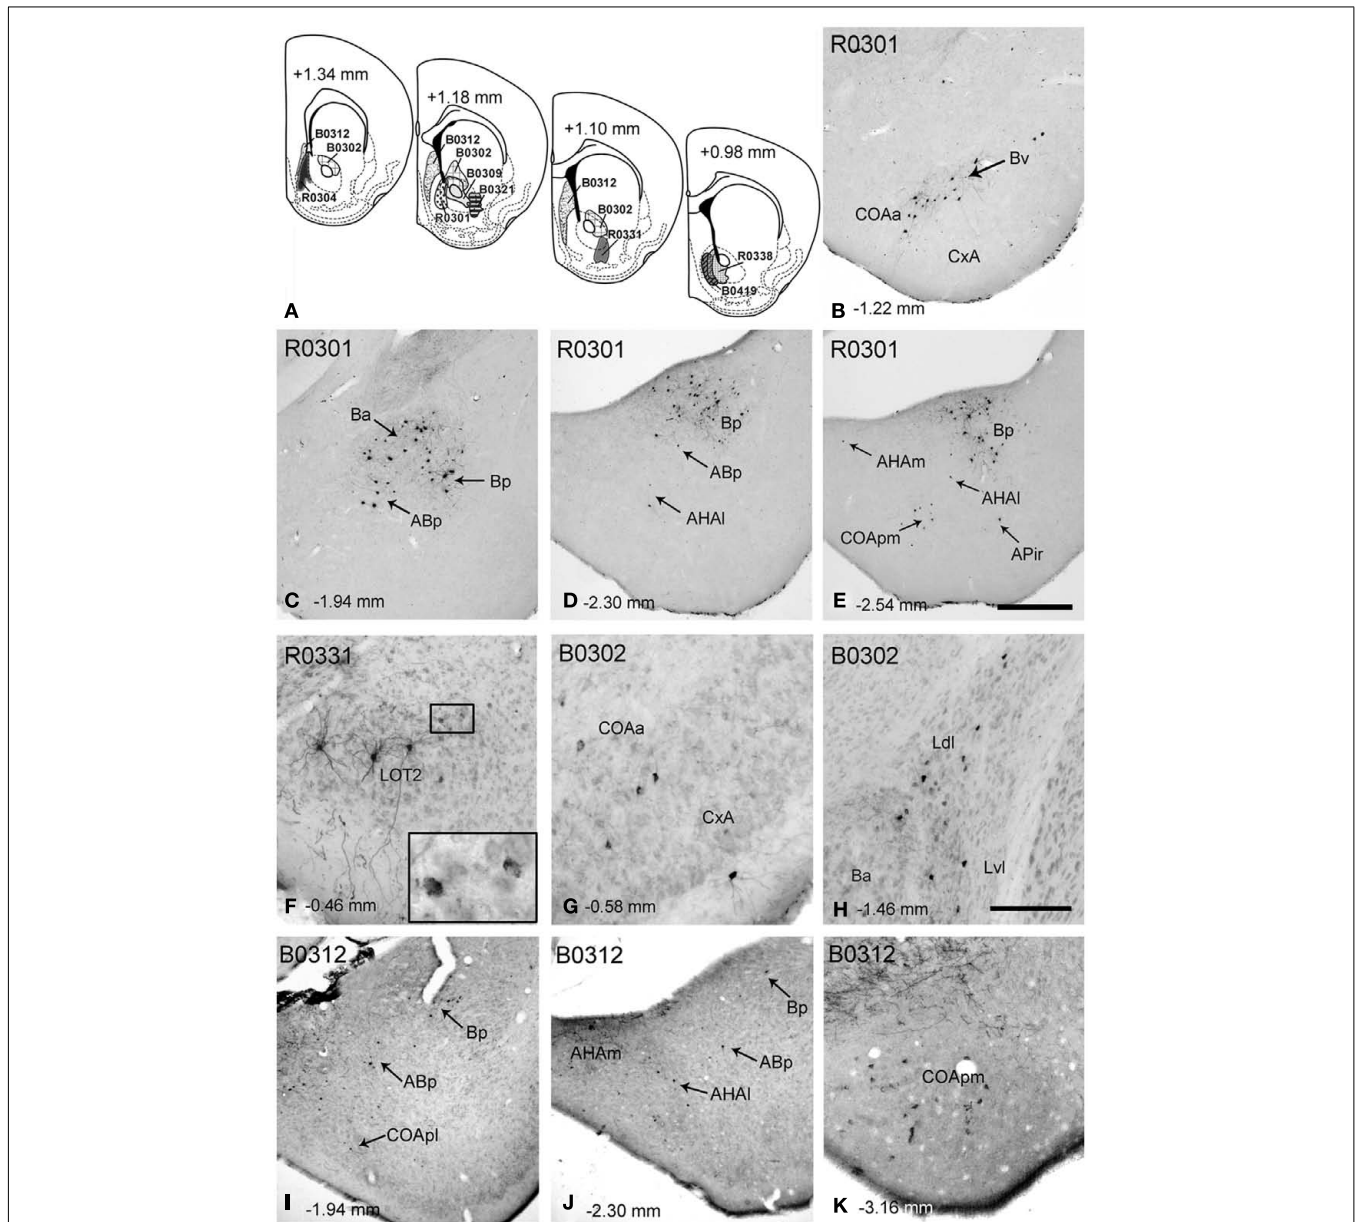 +1.34 mm
B0312
B0302
R0304
+1.18 mm
B0312
B0302
B0309
B0321
R0301
+1.10 mm
B0312
B0302
R0331
+0.98 mm
R0338
B0419
A
R0301
Bv
COAa
CxA
B -1.22 mm
R0301
Ba
Bp
ABp
C -1.94 mm
R0301
Bp
ABp
AHAl
D -2.30 mm
R0301
Bp
AHAm
AHAl
COApm
APir
E -2.54 mm
R0331
LOT2
F -0.46 mm
B0302
COAa
CxA
G -0.58 mm
B0302
Ldl
Ba
Lvl
H -1.46 mm
B0312
Bp
ABp
COApl
I -1.94 mm
B0312
Bp
AHAm
ABp
AHAl
J -2.30 mm
B0312
COApm
K -3.16 mm